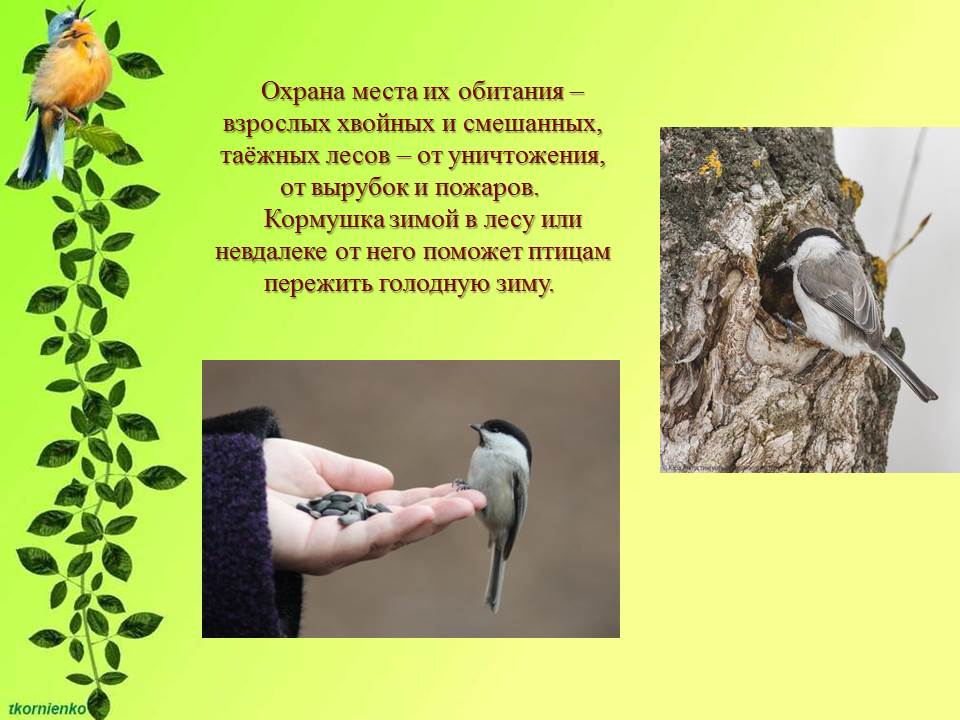 Охрана места их обитания –
взрослых хвойных и смешанных,
таёжных лесов – от уничтожения,
от вырубок и пожаров.
Кормушка зимой в лесу или
невдалеке от него поможет птицам
пережить голодную зиму.
tkornienko